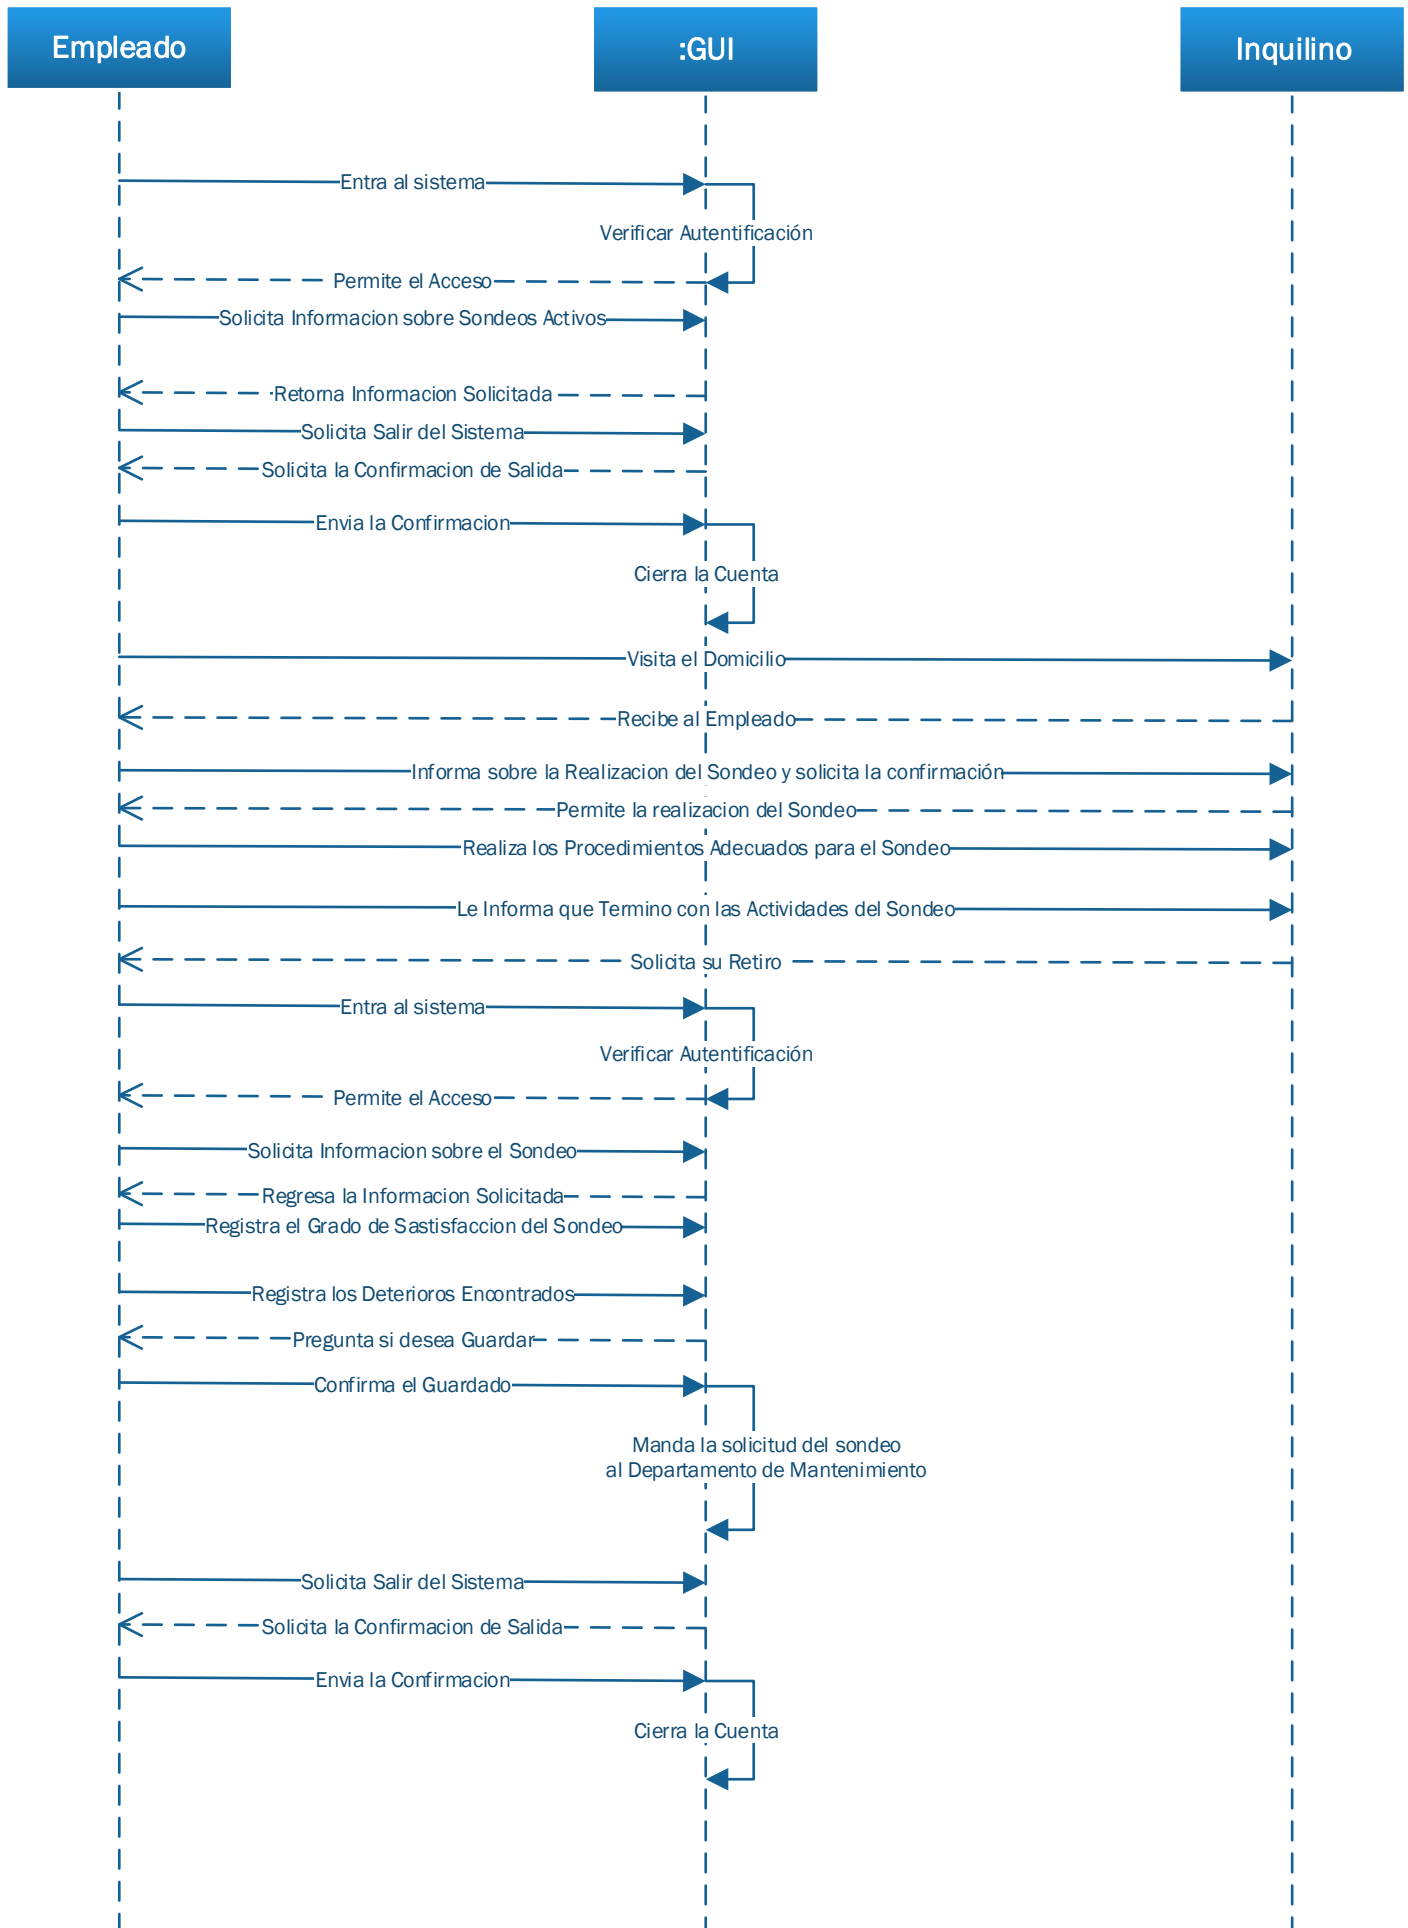 Empleado
:GUI
Inquilino
Entra al sistema
Verificar Autentificación
Permite el Acceso
Solicita Informacion sobre Sondeos Activos
Retorna Informacion Solicitada
Solicita Salir del Sistema
Solicita la Confirmacion de Salida
Envia la Confirmacion
Cierra la Cuenta
Visita el Domicilio
Recibe al Empleado
Informa sobre la Realizacion del Sondeo y solicita la confirmación
Permite la realizacion del Sondeo
Realiza los Procedimientos Adecuados para el Sondeo
Le Informa que Termino con las Actividades del Sondeo
Solicita su Retiro
Entra al sistema
Verificar Autentificación
Permite el Acceso
Solicita Informacion sobre el Sondeo
Regresa la Informacion Solicitada
Registra el Grado de Sastisfaccion del Sondeo
Registra los Deterioros Encontrados
Pregunta si desea Guardar
Confirma el Guardado
Manda la solicitud del sondeo
al Departamento de Mantenimiento
Solicita Salir del Sistema
Solicita la Confirmacion de Salida
Envia la Confirmacion
Cierra la Cuenta